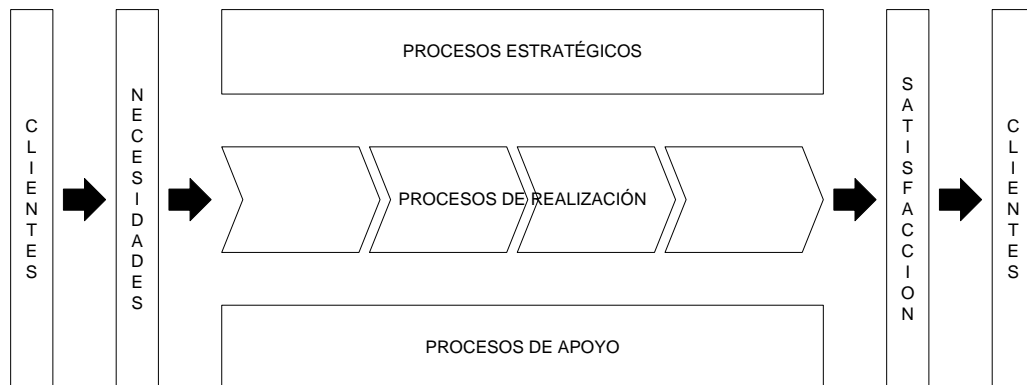 CLIENTES
NECESIDADES
PROCESOS ESTRATÉGICOS
PROCESOS DE REALIZACIÓN
PROCESOS DE APOYO
SATISFACCION
CLIENTES